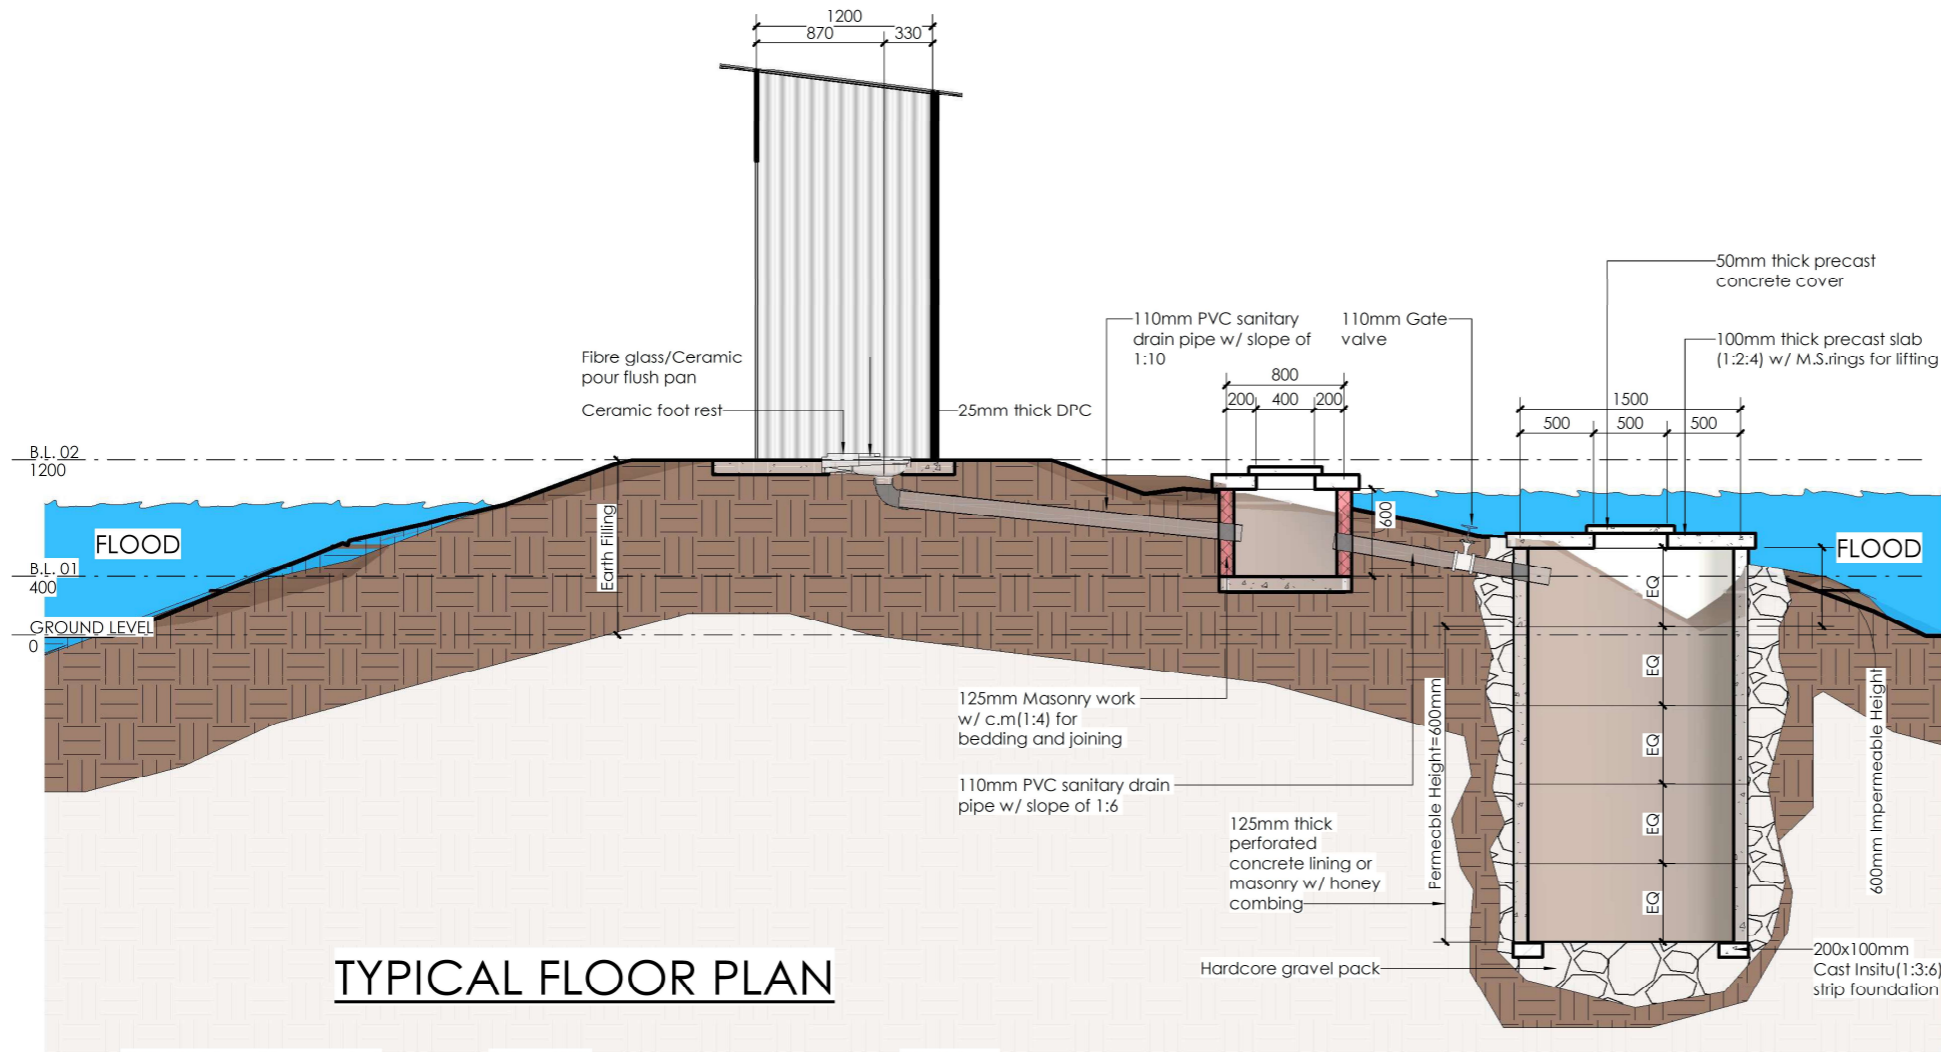 1200
870
330
50mm thick precast
concrete cover
110mm PVC sanitary
drain pipe w/ slope of
1:10
110mm Gate
valve
100mm thick precast slab
(1:2:4) w/ M.S.rings for lifting
Fibre glass/Ceramic
pour flush pan
Ceramic foot rest
25mm thick DPC
800
200
400
200
1500
500
500
500
B.L. 02
1200
FLOOD
B.L. 01
400
GROUND LEVEL
0
Earth Filling
600
FLOOD
EQ
EQ
EQ
EQ
EQ
125mm Masonry work
w/ c.m(1:4) for
bedding and joining
110mm PVC sanitary drain
pipe w/ slope of 1:6
125mm thick
perforated
concrete lining or
masonry w/ honey
combing
Permeable Height=600mm
600mm Impermeable Height
Hardcore gravel pack
200x100mm
Cast Insitu(1:3:6)
strip foundation
TYPICAL FLOOR PLAN